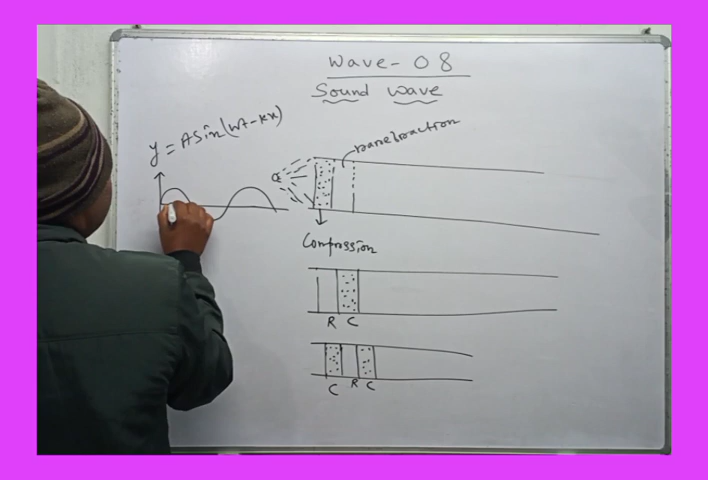 Wave - 08
Sound wave
y = A Sin(wt-kx)
rarefraction
Compression
R C
C R C